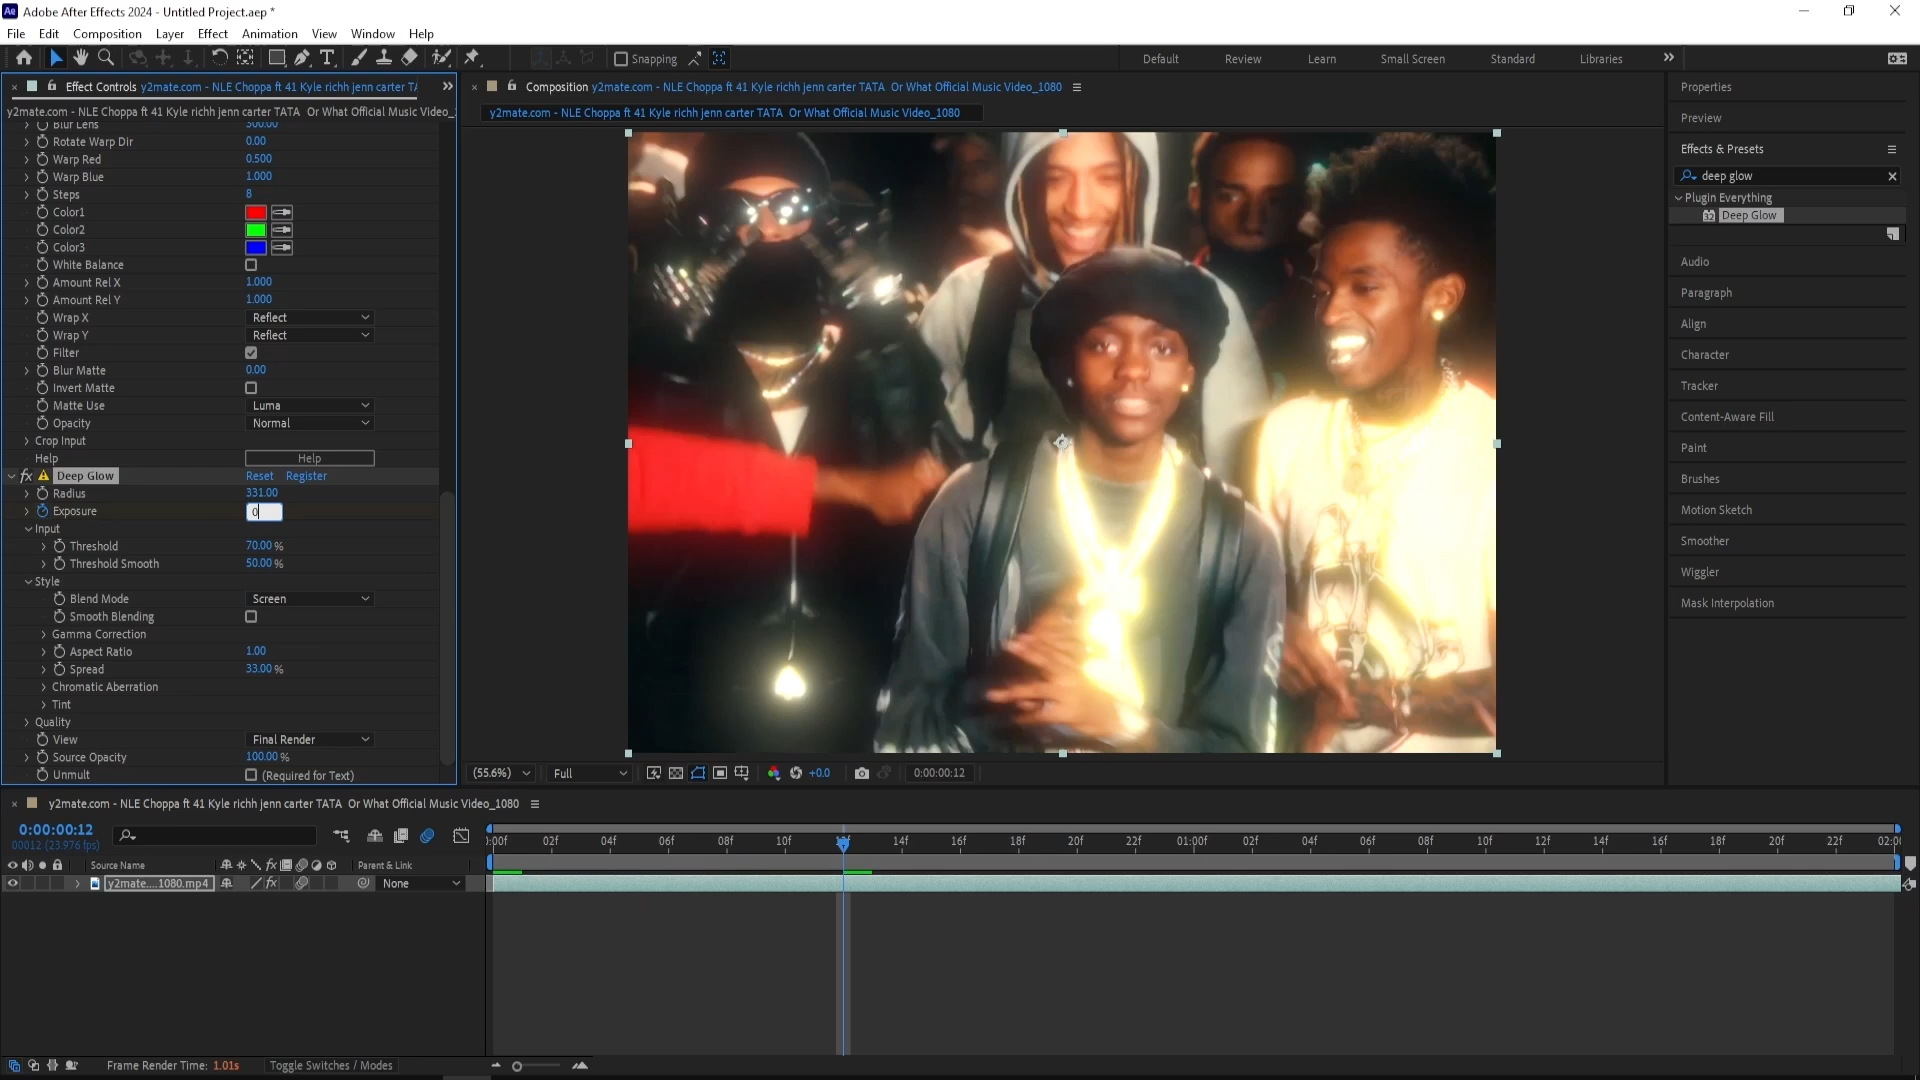 Adobe After Effects 2024 - Untitled Project.aep *
File Edit Composition Layer Effect Animation View Window Help
Snapping
Default Review Learn Small Screen Standard Libraries
Effect Controls y2mate.com - NLE Choppa ft 41 Kyle richh jenn carter TA
y2mate.com - NLE Choppa ft 41 Kyle richh jenn carter TATA Or What Official Music Video_
Blur Lens 300.00
Rotate Warp Dir 0.00
Warp Red 0.500
Warp Blue 1.000
Steps 8
Color1
Color2
Color3
White Balance
Amount Rel X 1.000
Amount Rel Y 1.000
Wrap X Reflect
Wrap Y Reflect
Filter
Blur Matte 0.00
Invert Matte
Matte Use Luma
Opacity Normal
Crop Input
Help Help
fx Deep Glow Reset Register
Radius 331.00
Exposure 0
Input
Threshold 70.00 %
Threshold Smooth 50.00 %
Style
Blend Mode Screen
Smooth Blending
Gamma Correction
Aspect Ratio 1.00
Spread 33.00 %
Chromatic Aberration
Tint
Quality
View Final Render
Source Opacity 100.00 %
Unmult (Required for Text)
Composition y2mate.com - NLE Choppa ft 41 Kyle richh jenn carter TATA Or What Official Music Video_1080
y2mate.com - NLE Choppa ft 41 Kyle richh jenn carter TATA Or What Official Music Video_1080
(55.6%) Full +0.0 0:00:00:12
Properties
Preview
Effects & Presets
deep glow
Plugin Everything
32 Deep Glow
Audio
Paragraph
Align
Character
Tracker
Content-Aware Fill
Paint
Brushes
Motion Sketch
Smoother
Wiggler
Mask Interpolation
y2mate.com - NLE Choppa ft 41 Kyle richh jenn carter TATA Or What Official Music Video_1080
0:00:00:12
00012 (23.976 fps)
):00f 02f 04f 06f 08f 10f 14f 16f 18f 20f 22f 01:00f 02f 04f 06f 08f 10f 12f 14f 16f 18f 20f 22f 02:0
Source Name fx Parent & Link
y2mate....1080.mp4 fx None
Frame Render Time: 1.01s Toggle Switches / Modes